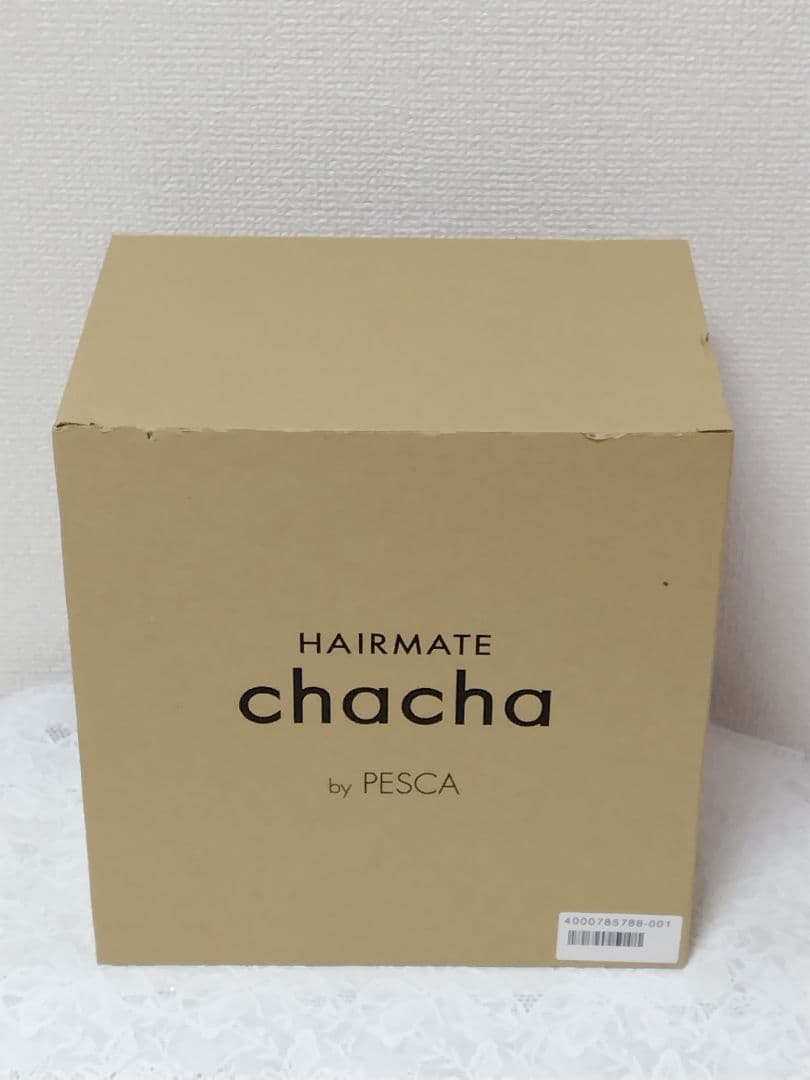 HAIRMATE
chacha
by PESCA
4000785788-001